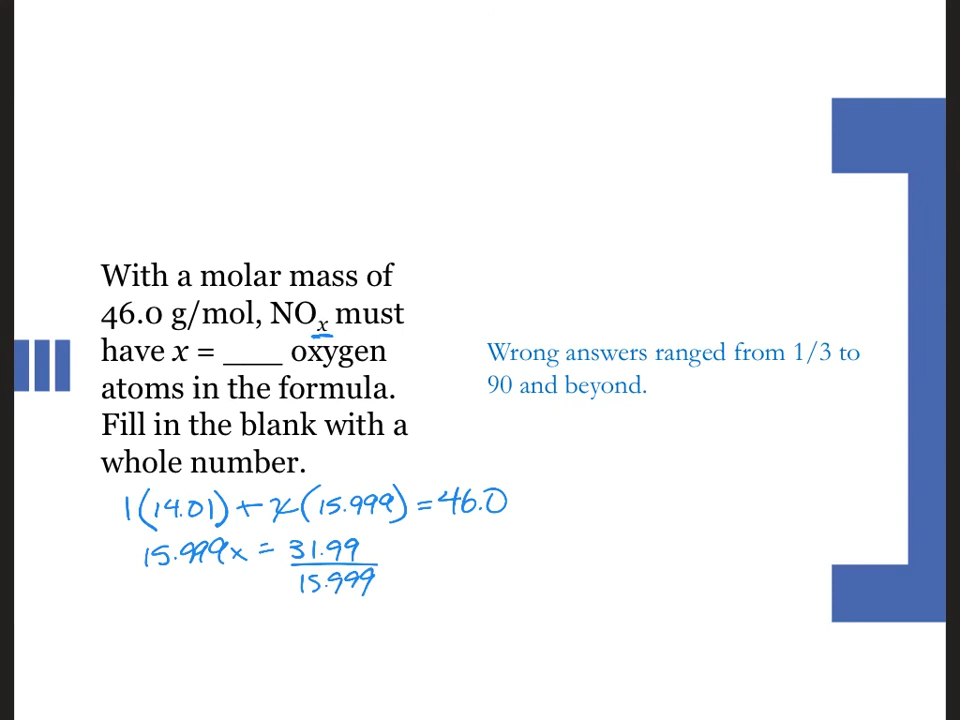 With a molar mass of
46.0 g/mol, NOx must
have x = ___ oxygen
atoms in the formula.
Fill in the blank with a
whole number.
Wrong answers ranged from 1/3 to
90 and beyond.
1(14.01) + x(15.999) = 46.0
15.999x = 31.99
15.999